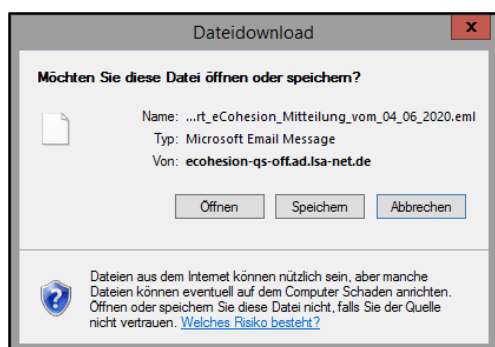 Dateidownload
x
Möchten Sie diese Datei öffnen oder speichern?
Name: ...rt_eCohesion_Mitteilung_vom_04_06_2020.eml
Typ: Microsoft Email Message
Von: ecohesion-qs-off.ad.lsa-net.de
Öffnen Speichern Abbrechen
Dateien aus dem Internet können nützlich sein, aber manche
Dateien können eventuell auf dem Computer Schaden anrichten.
Öffnen oder speichern Sie diese Datei nicht, falls Sie der Quelle
nicht vertrauen. Welches Risiko besteht?